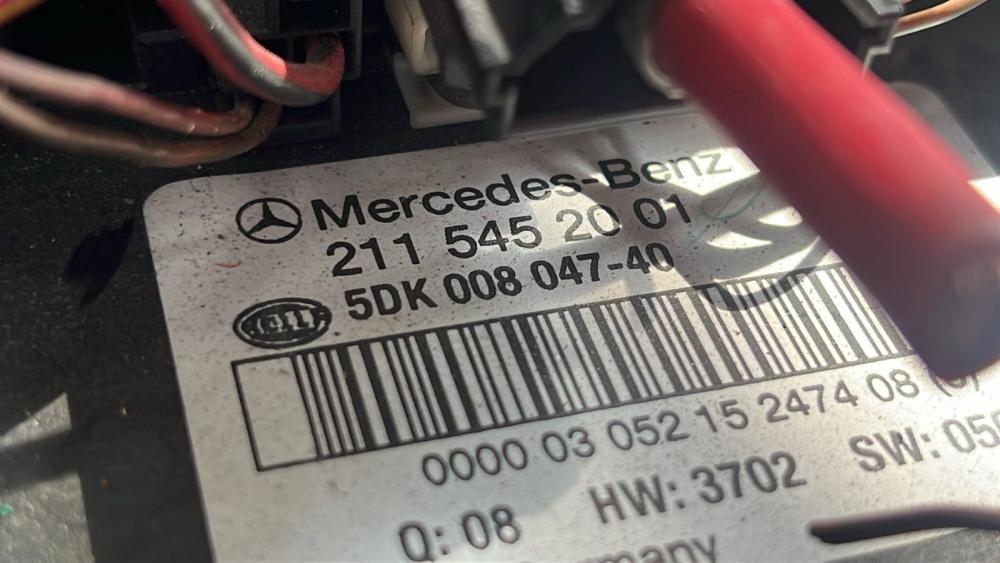 Mercedes-Benz
211 545 20 01
HELLA 5DK 008 047-40
0000 03 052 15 2474 08
Q: 08 HW: 3702 SW: